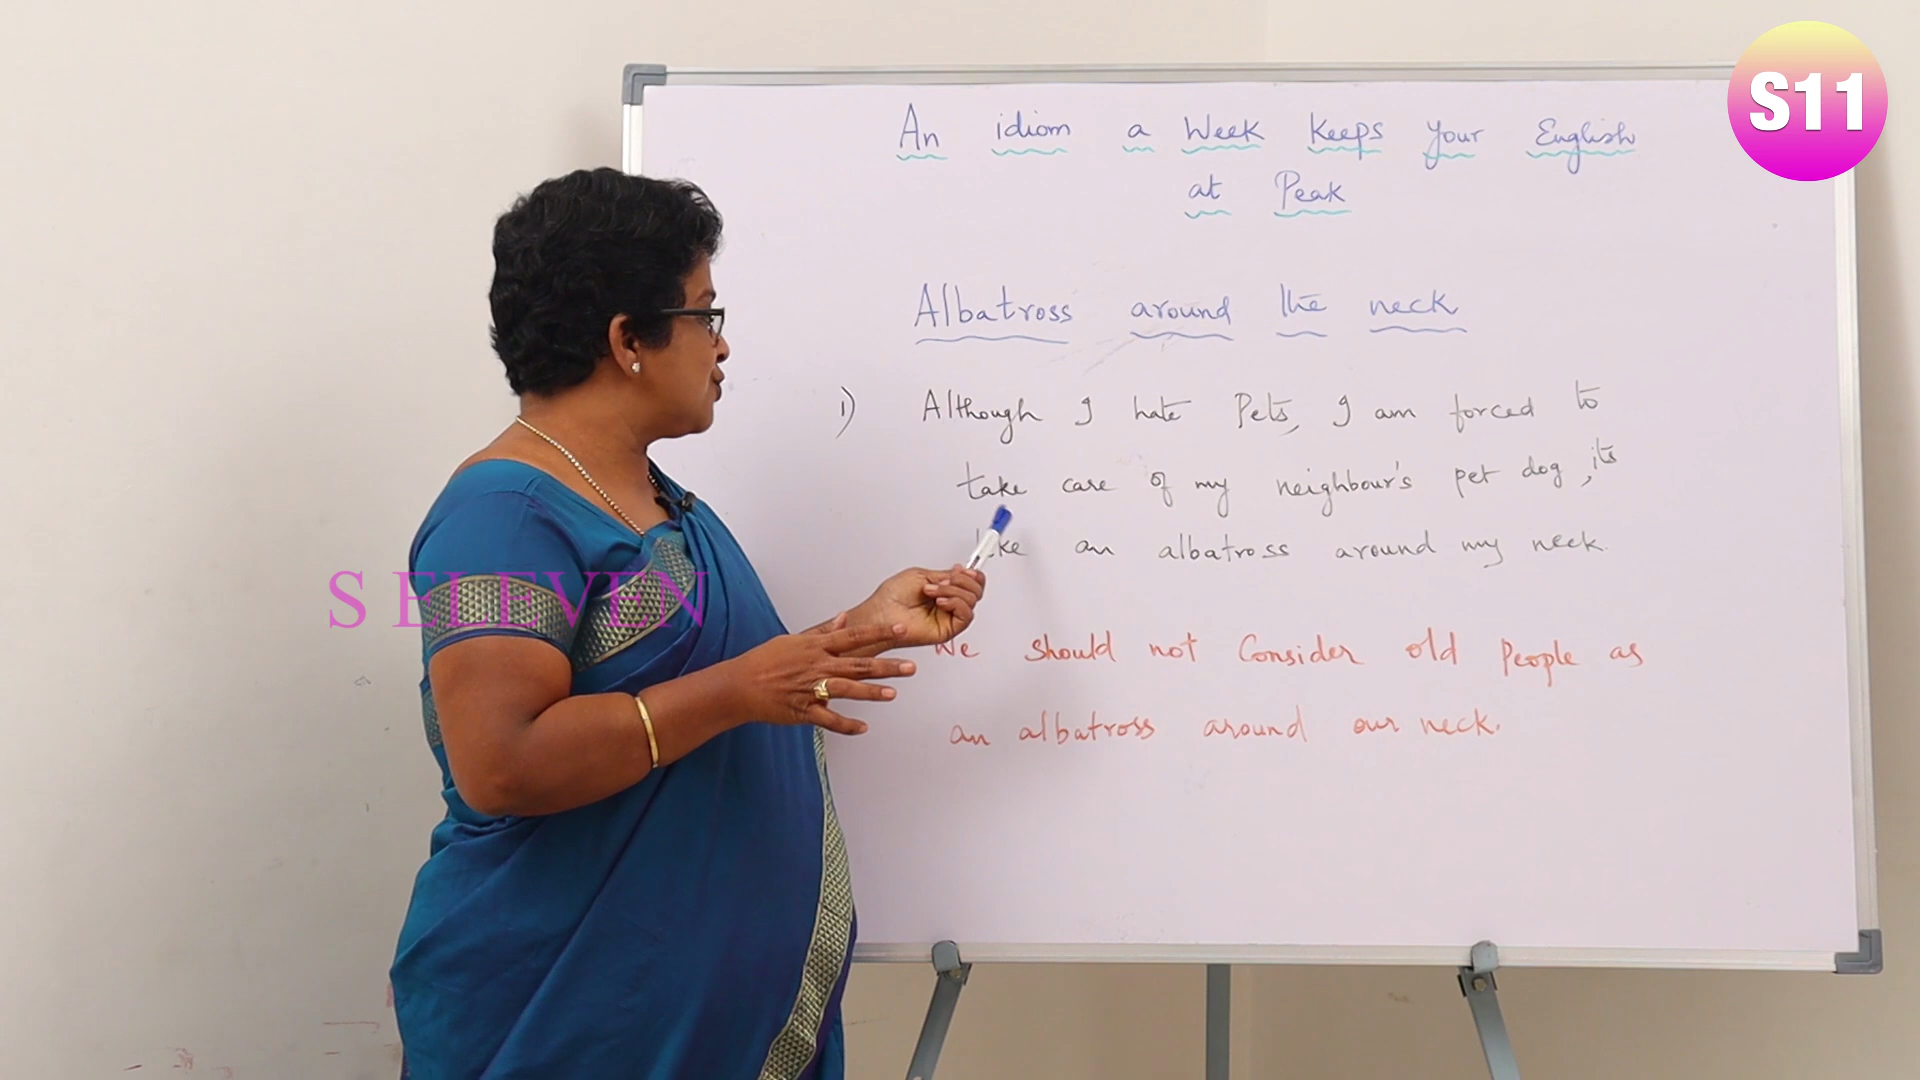 S11
An idiom a Week Keeps your English
at Peak
Albatross around the neck
1) Although I hate Pets, I am forced to
take care of my neighbour's pet dog, its
like an albatross around my neck.
We should not Consider old People as
an albatross around our neck.
S ELEVEN